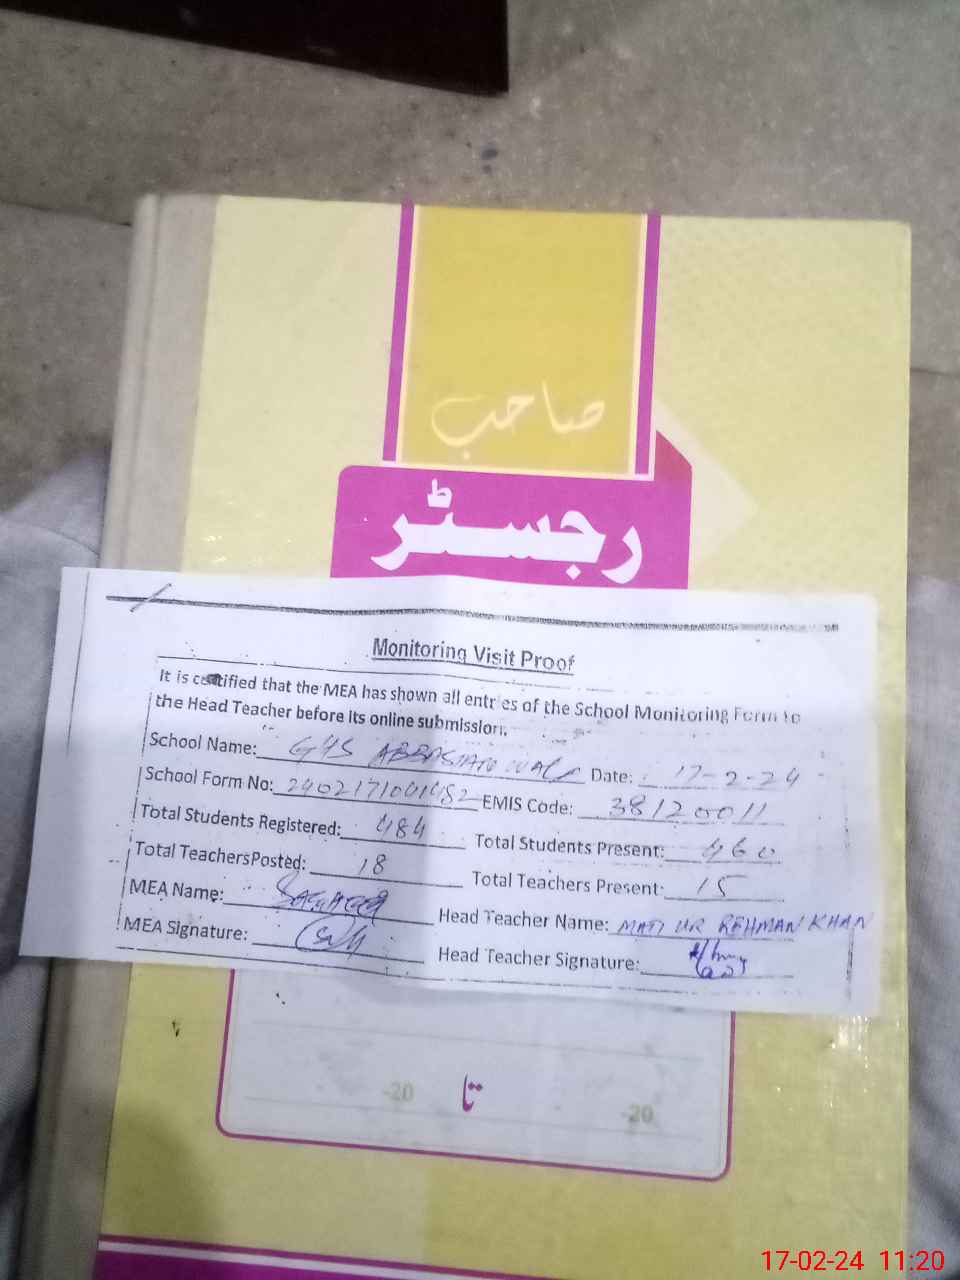 صاحب
رجسٹر
Monitoring Visit Proof
It is certified that the MEA has shown all entries of the School Monitoring Form to
the Head Teacher before its online submission.
School Name: GHS Date: 17-2-24
School Form No: EMIS Code: 38120011
Total Students Registered: 484 Total Students Present: 460
Total TeachersPosted: 18 Total Teachers Present: 15
MEA Name: Head Teacher Name: MATI UR REHMAN KHAN
MEA Signature: Head Teacher Signature:
-20 تا -20
17-02-24 11:20